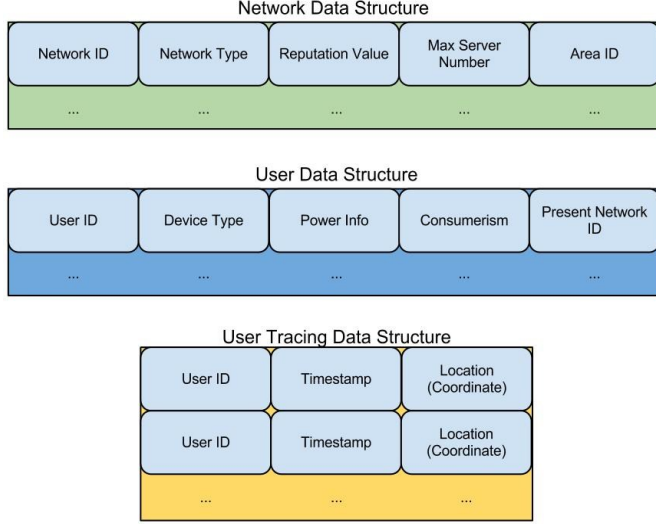 Network Data Structure
Network ID Network Type Reputation Value Max Server Number Area ID
... ... ... ... ...
User Data Structure
User ID Device Type Power Info Consumerism Present Network ID
... ... ... ... ...
User Tracing Data Structure
User ID Timestamp Location (Coordinate)
User ID Timestamp Location (Coordinate)
... ... ...